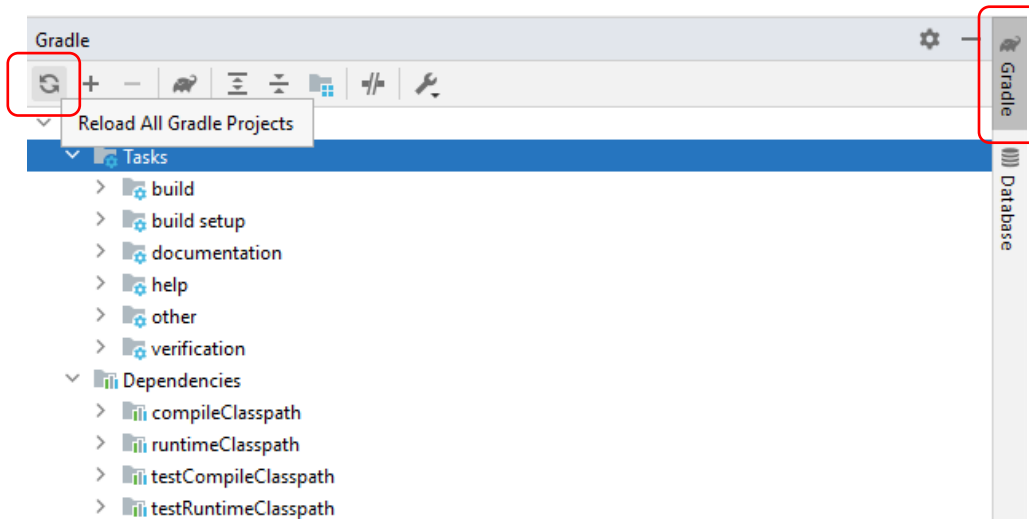 Gradle
Reload All Gradle Projects
Tasks
build
build setup
documentation
help
other
verification
Dependencies
compileClasspath
runtimeClasspath
testCompileClasspath
testRuntimeClasspath
Gradle
Database